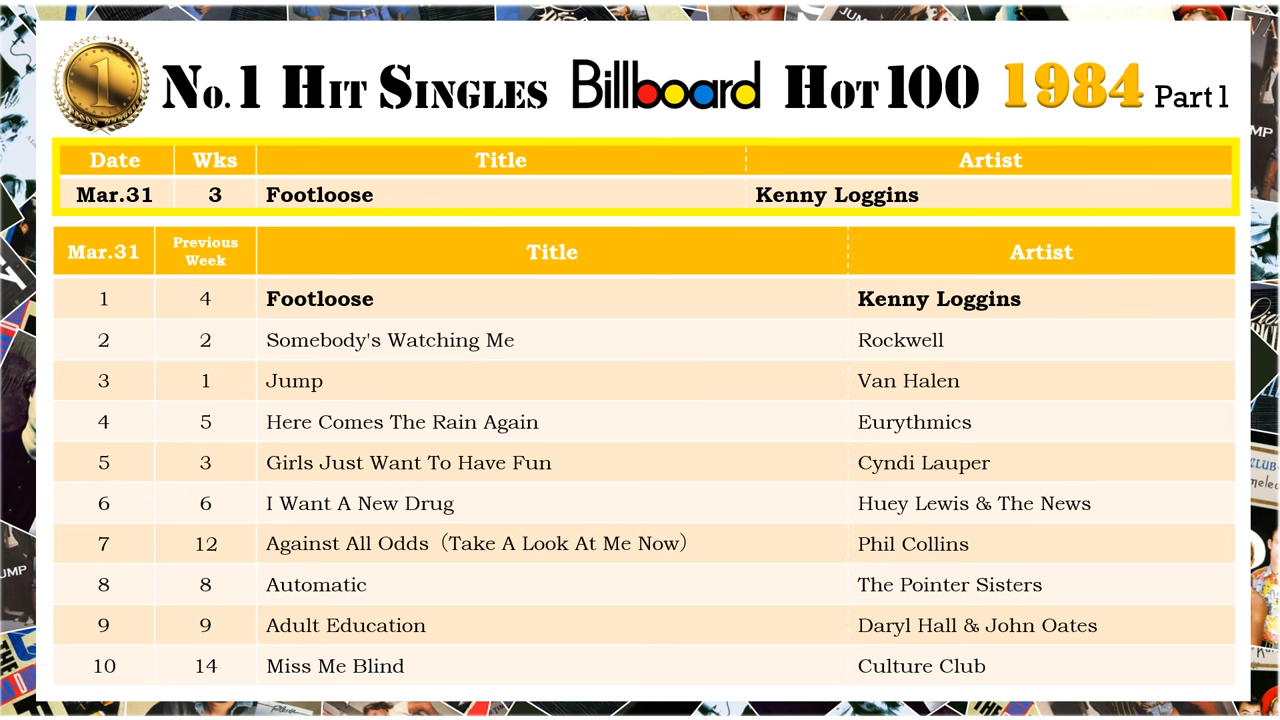 1 No. 1 Hit Singles Billboard Hot 100 1984 Part 1
Date Wks Title Artist
Mar.31 3 Footloose Kenny Loggins
Mar.31 Previous Week Title Artist
1 4 Footloose Kenny Loggins
2 2 Somebody's Watching Me Rockwell
3 1 Jump Van Halen
4 5 Here Comes The Rain Again Eurythmics
5 3 Girls Just Want To Have Fun Cyndi Lauper
6 6 I Want A New Drug Huey Lewis & The News
7 12 Against All Odds（Take A Look At Me Now） Phil Collins
8 8 Automatic The Pointer Sisters
9 9 Adult Education Daryl Hall & John Oates
10 14 Miss Me Blind Culture Club